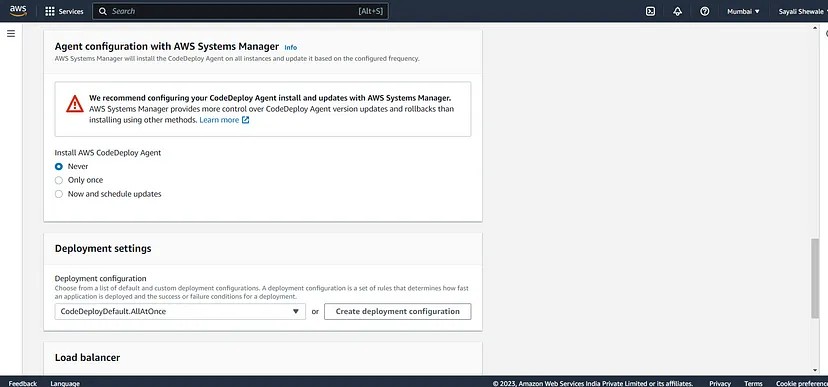 aws
Services
Search
[Alt+S]
Mumbai
Sayali Shewale
Agent configuration with AWS Systems Manager Info
AWS Systems Manager will install the CodeDeploy Agent on all instances and update it based on the configured frequency.
We recommend configuring your CodeDeploy Agent install and updates with AWS Systems Manager.
AWS Systems Manager provides more control over CodeDeploy Agent version updates and rollbacks than
installing using other methods. Learn more
Install AWS CodeDeploy Agent
Never
Only once
Now and schedule updates
Deployment settings
Deployment configuration
Choose from a list of default and custom deployment configurations. A deployment configuration is a set of rules that determines how fast
an application is deployed and the success or failure conditions for a deployment.
CodeDeployDefault.AllAtOnce
or
Create deployment configuration
Load balancer
Feedback
Language
© 2023, Amazon Web Services India Private Limited or its affiliates.
Privacy
Terms
Cookie preferenc